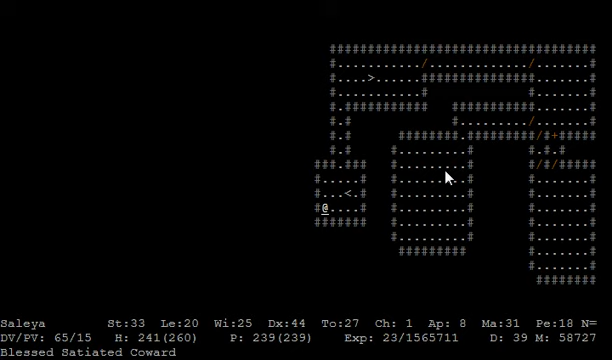 #############################
#.........../............./.......#
#....>......################.......#
#...........#              #.......#
#.###########   ###########.......#
#.#             #........./.......#
#.#      ########.#########/#+#####
#.#     #.........#       #.#.#
###.###  #.........#       #/#/#####
#.....#  #.........#       #.......#
#...<.#  #.........#       #.......#
#@....#  #.........#       #.......#
#######  #.........#       #.......#
#.........#       #.......#
#########        #.......#
#.......#
########
Saleya St:33 Le:20 Wi:25 Dx:44 To:27 Ch: 1 Ap: 8 Ma:31 Pe:18 N=
DV/PV: 65/15 H: 241(260) P: 239(239) Exp: 23/1565711 D: 39 M: 58727
Blessed Satiated Coward